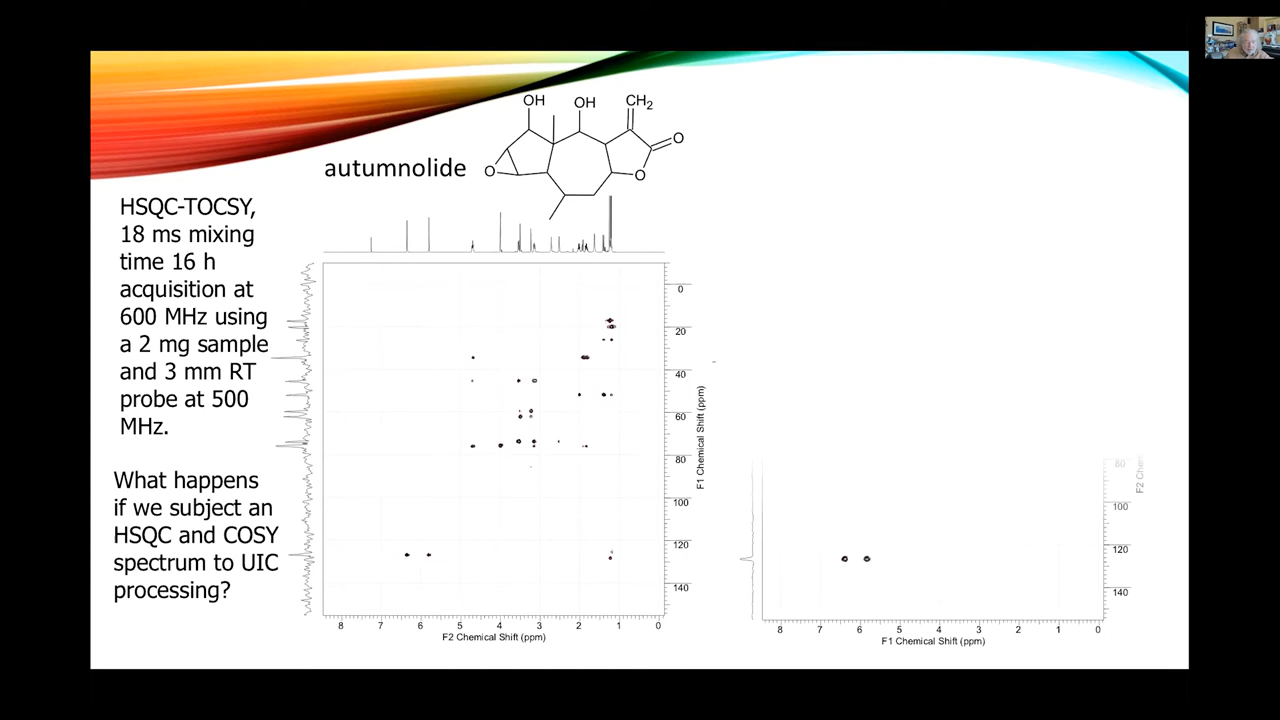 OH
OH
CH2
O
O
O
autumnolide
HSQC-TOCSY,
18 ms mixing
time 16 h
acquisition at
600 MHz using
a 2 mg sample
and 3 mm RT
probe at 500
MHz.
What happens
if we subject an
HSQC and COSY
spectrum to UIC
processing?
0
20
40
60
80
100
120
140
F1 Chemical Shift (ppm)
8 7 6 5 4 3 2 1 0
F2 Chemical Shift (ppm)
80
100
120
140
F2 Chem
8 7 6 5 4 3 2 1 0
F1 Chemical Shift (ppm)